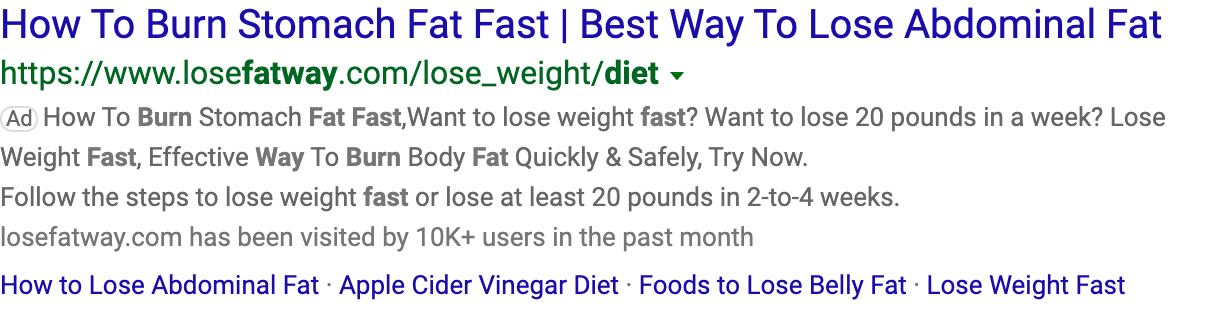 How To Burn Stomach Fat Fast | Best Way To Lose Abdominal Fat
https://www.losefatway.com/lose_weight/diet
Ad How To Burn Stomach Fat Fast,Want to lose weight fast? Want to lose 20 pounds in a week? Lose
Weight Fast, Effective Way To Burn Body Fat Quickly & Safely, Try Now.
Follow the steps to lose weight fast or lose at least 20 pounds in 2-to-4 weeks.
losefatway.com has been visited by 10K+ users in the past month
How to Lose Abdominal Fat · Apple Cider Vinegar Diet · Foods to Lose Belly Fat · Lose Weight Fast